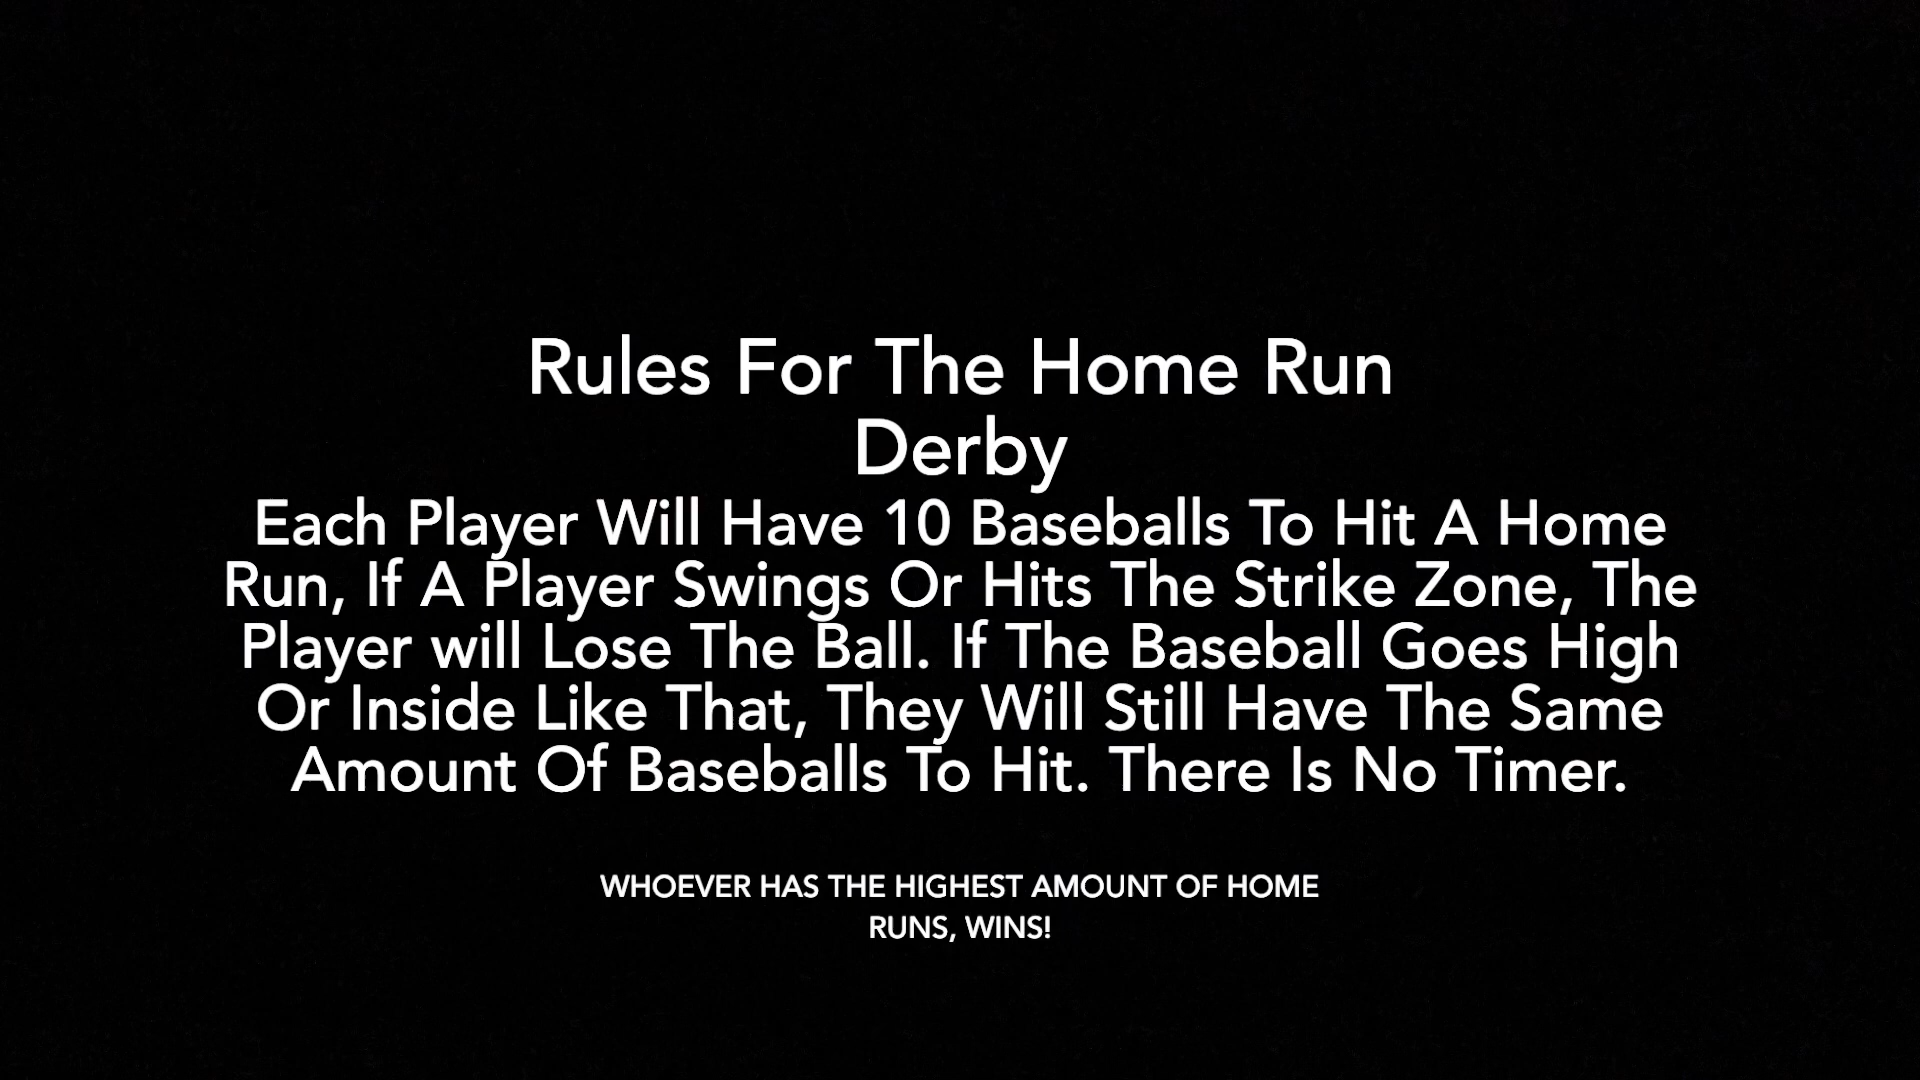 Rules For The Home Run
Derby
Each Player Will Have 10 Baseballs To Hit A Home
Run, If A Player Swings Or Hits The Strike Zone, The
Player will Lose The Ball. If The Baseball Goes High
Or Inside Like That, They Will Still Have The Same
Amount Of Baseballs To Hit. There Is No Timer.
WHOEVER HAS THE HIGHEST AMOUNT OF HOME
RUNS, WINS!